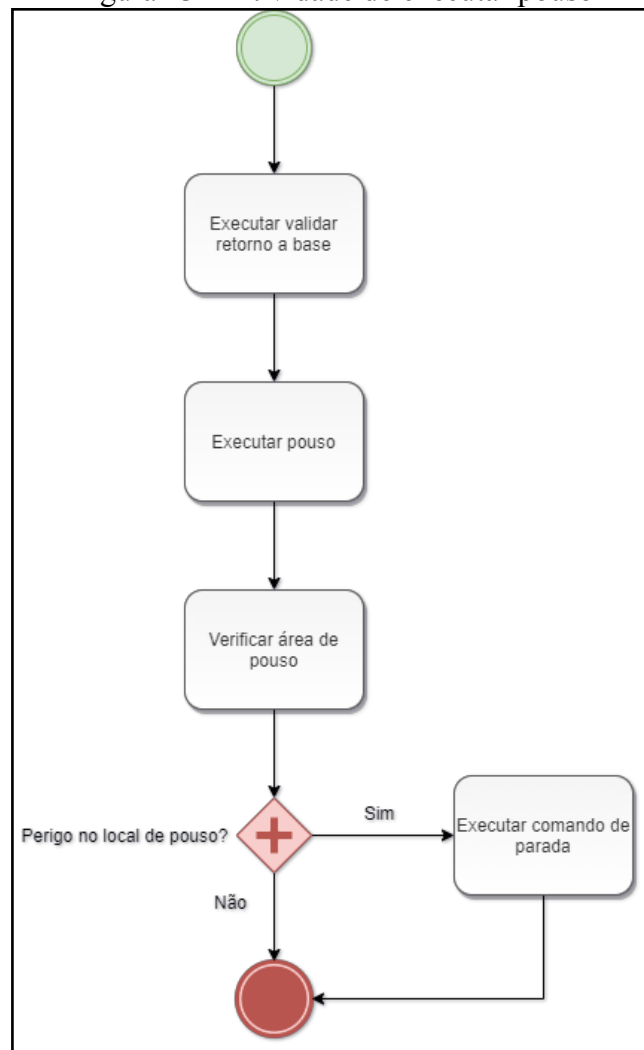 Executar validar
retorno a base
Executar pouso
Verificar área de
pouso
Perigo no local de pouso?
Sim
Executar comando de
parada
Não